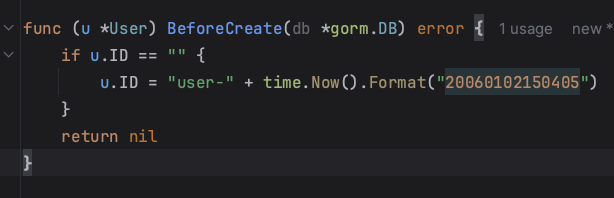 func (u *User) BeforeCreate(db *gorm.DB) error { 1 usage new *
    if u.ID == "" {
        u.ID = "user-" + time.Now().Format("20060102150405")
    }
    return nil
}